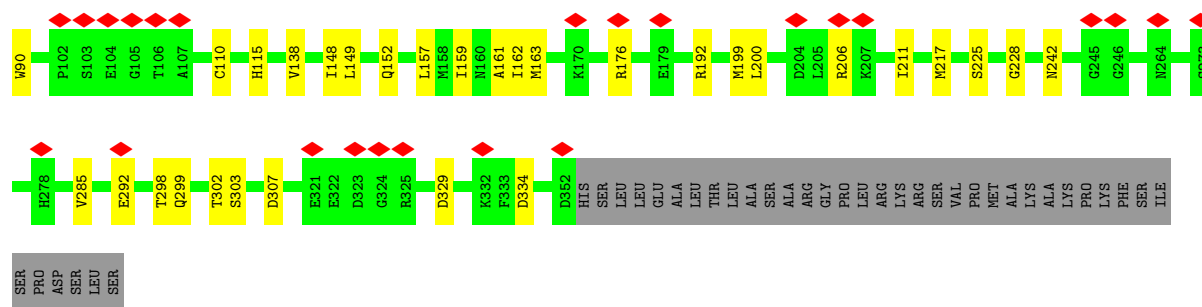 W90 P102 S103 E104 G105 T106 A107 C110 H115 V138 I148 L149 Q152 L157 M158 I159 N160 A161 I162 M163 K170 R176 E179 R192 M199 L200 D204 L205 R206 K207 I211 M217 S225 G228 N242 G245 G246 N264
H278 V285 E292 T298 Q299 T302 S303 D307 E321 E322 D323 G324 R325 D329 K332 F333 D334 D352 HIS SER LEU LEU GLU ALA LEU THR LEU ALA SER ALA ARG GLY PRO LEU ARG LYS ARG SER VAL PRO MET ALA LYS ALA LYS PRO LYS PHE SER ILE
SER PRO ASP SER LEU SER